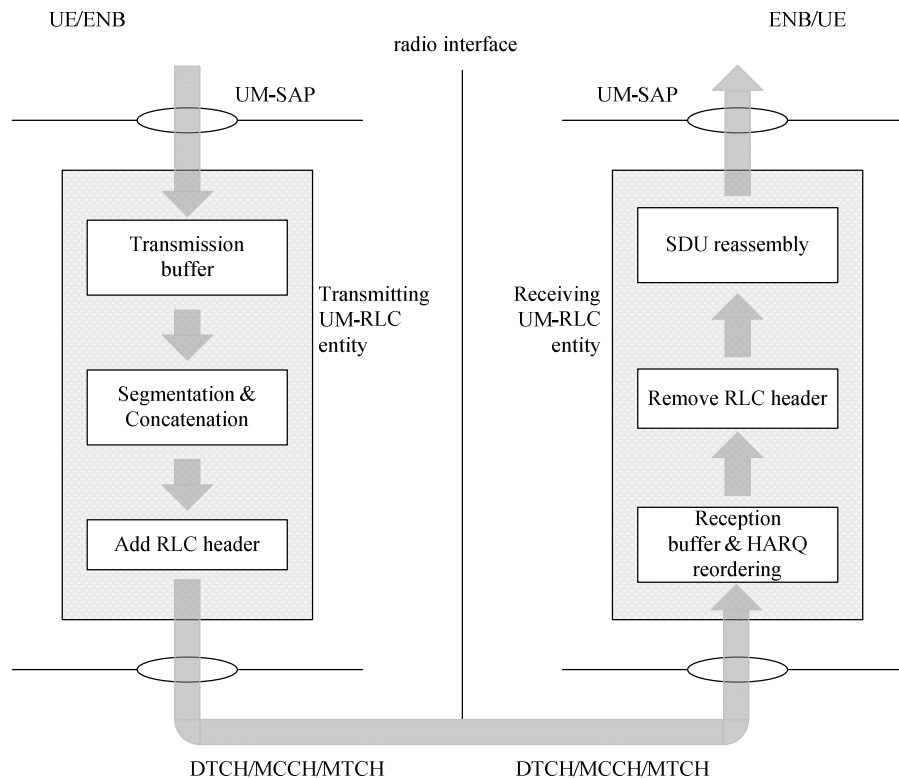 UE/ENB
ENB/UE
radio interface
UM-SAP
UM-SAP
Transmission
buffer
SDU reassembly
Transmitting
UM-RLC
entity
Receiving
UM-RLC
entity
Segmentation &
Concatenation
Remove RLC header
Add RLC header
Reception
buffer & HARQ
reordering
DTCH/MCCH/MTCH
DTCH/MCCH/MTCH